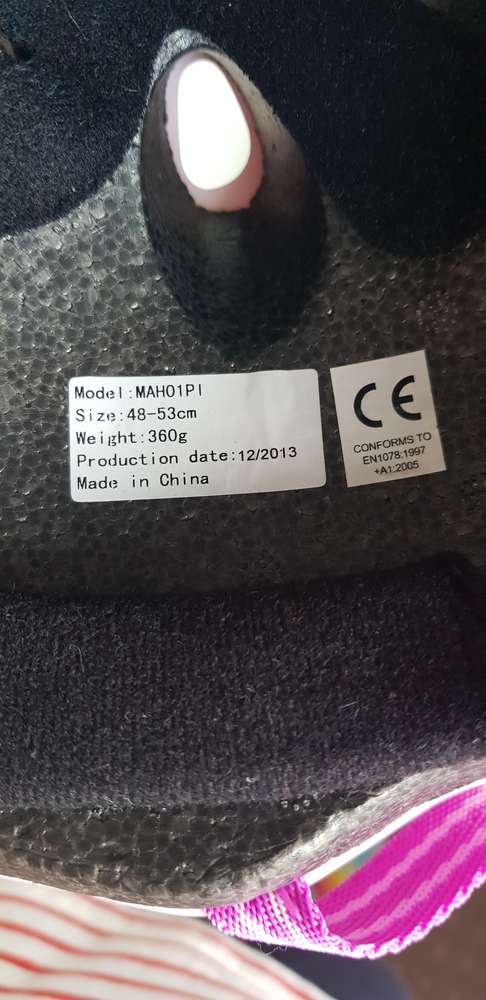 Model:MAH01PI
Size:48-53cm
Weight:360g
Production date:12/2013
Made in China
CE
CONFORMS TO
EN1078:1997
+A1:2005